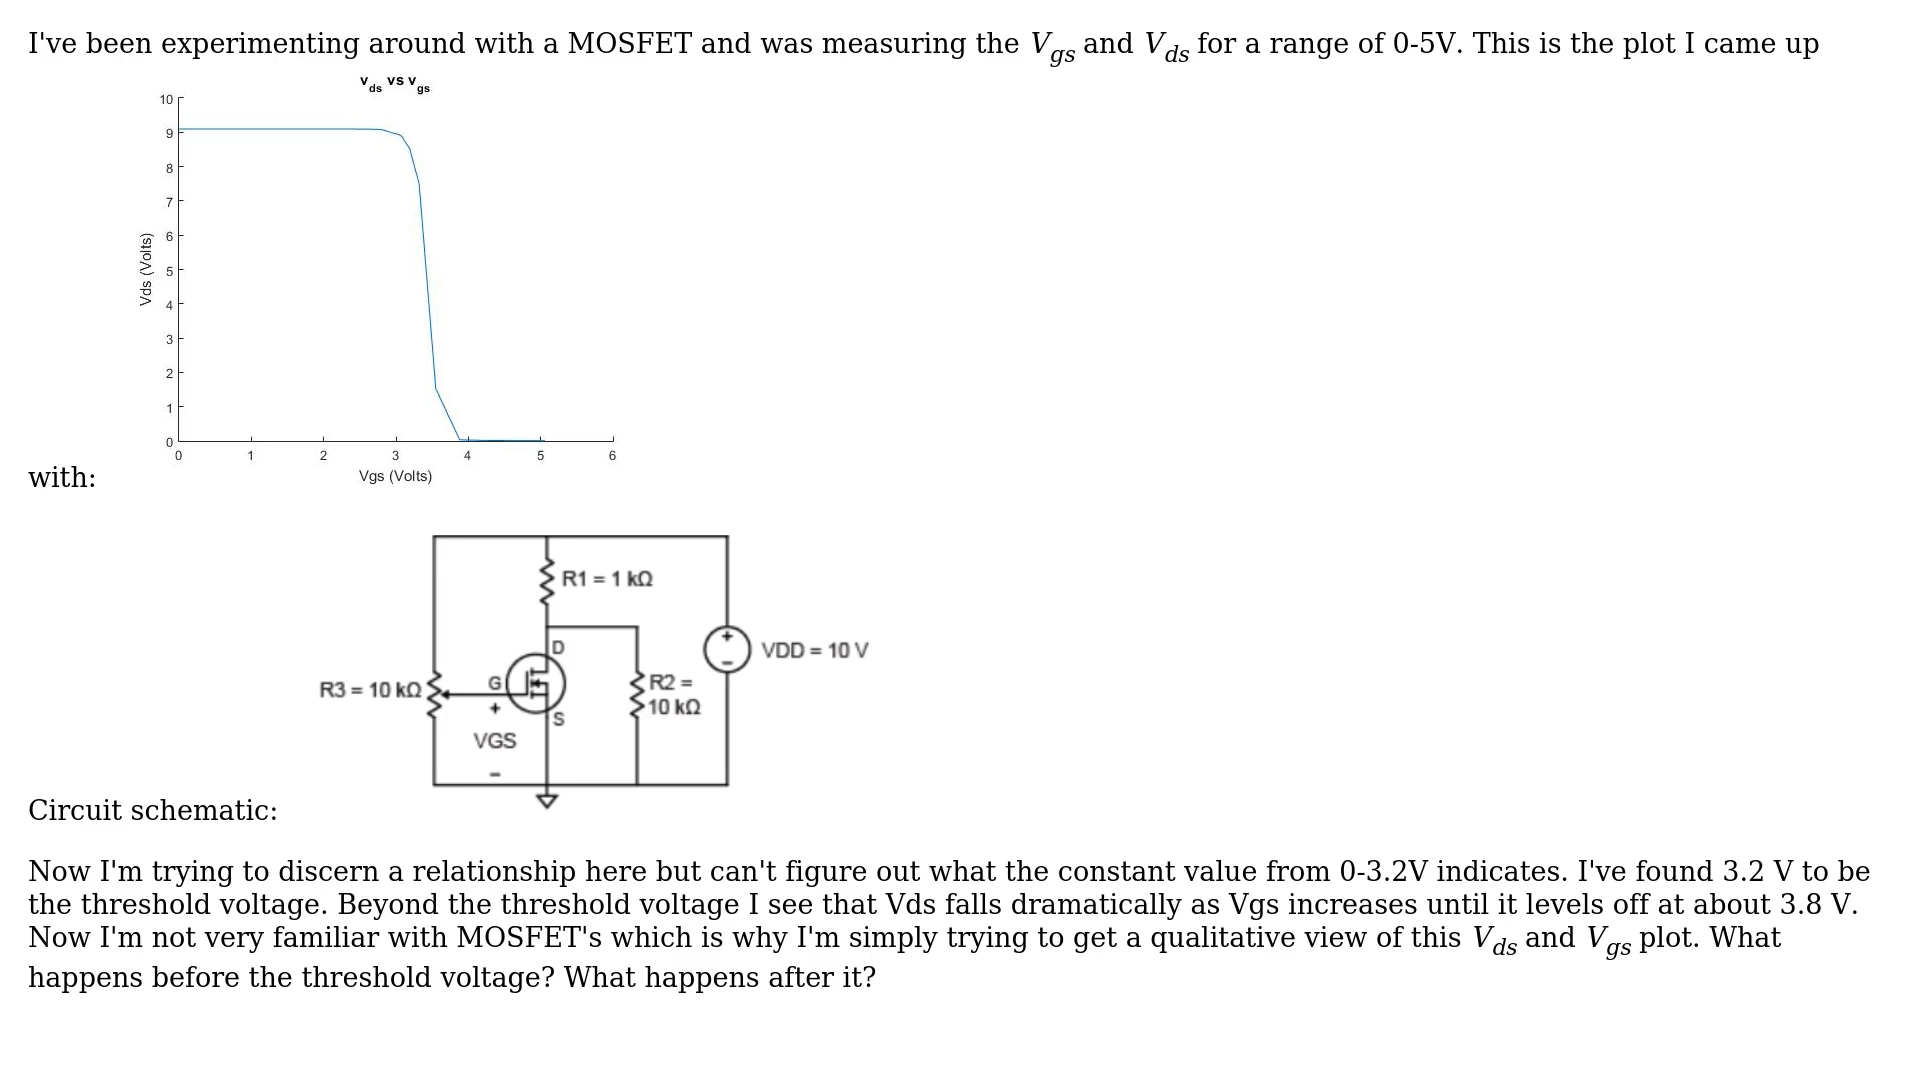 I've been experimenting around with a MOSFET and was measuring the Vgs and Vds for a range of 0-5V. This is the plot I came up
vds vs vgs
10
9
8
7
6
5
4
3
2
1
0
Vds (Volts)
0 1 2 3 4 5 6
Vgs (Volts)
with:
R1 = 1 kΩ
D
+
−
VDD = 10 V
R3 = 10 kΩ
G
R2 =
10 kΩ
+
S
VGS
−
Circuit schematic:
Now I'm trying to discern a relationship here but can't figure out what the constant value from 0-3.2V indicates. I've found 3.2 V to be
the threshold voltage. Beyond the threshold voltage I see that Vds falls dramatically as Vgs increases until it levels off at about 3.8 V.
Now I'm not very familiar with MOSFET's which is why I'm simply trying to get a qualitative view of this Vds and Vgs plot. What
happens before the threshold voltage? What happens after it?